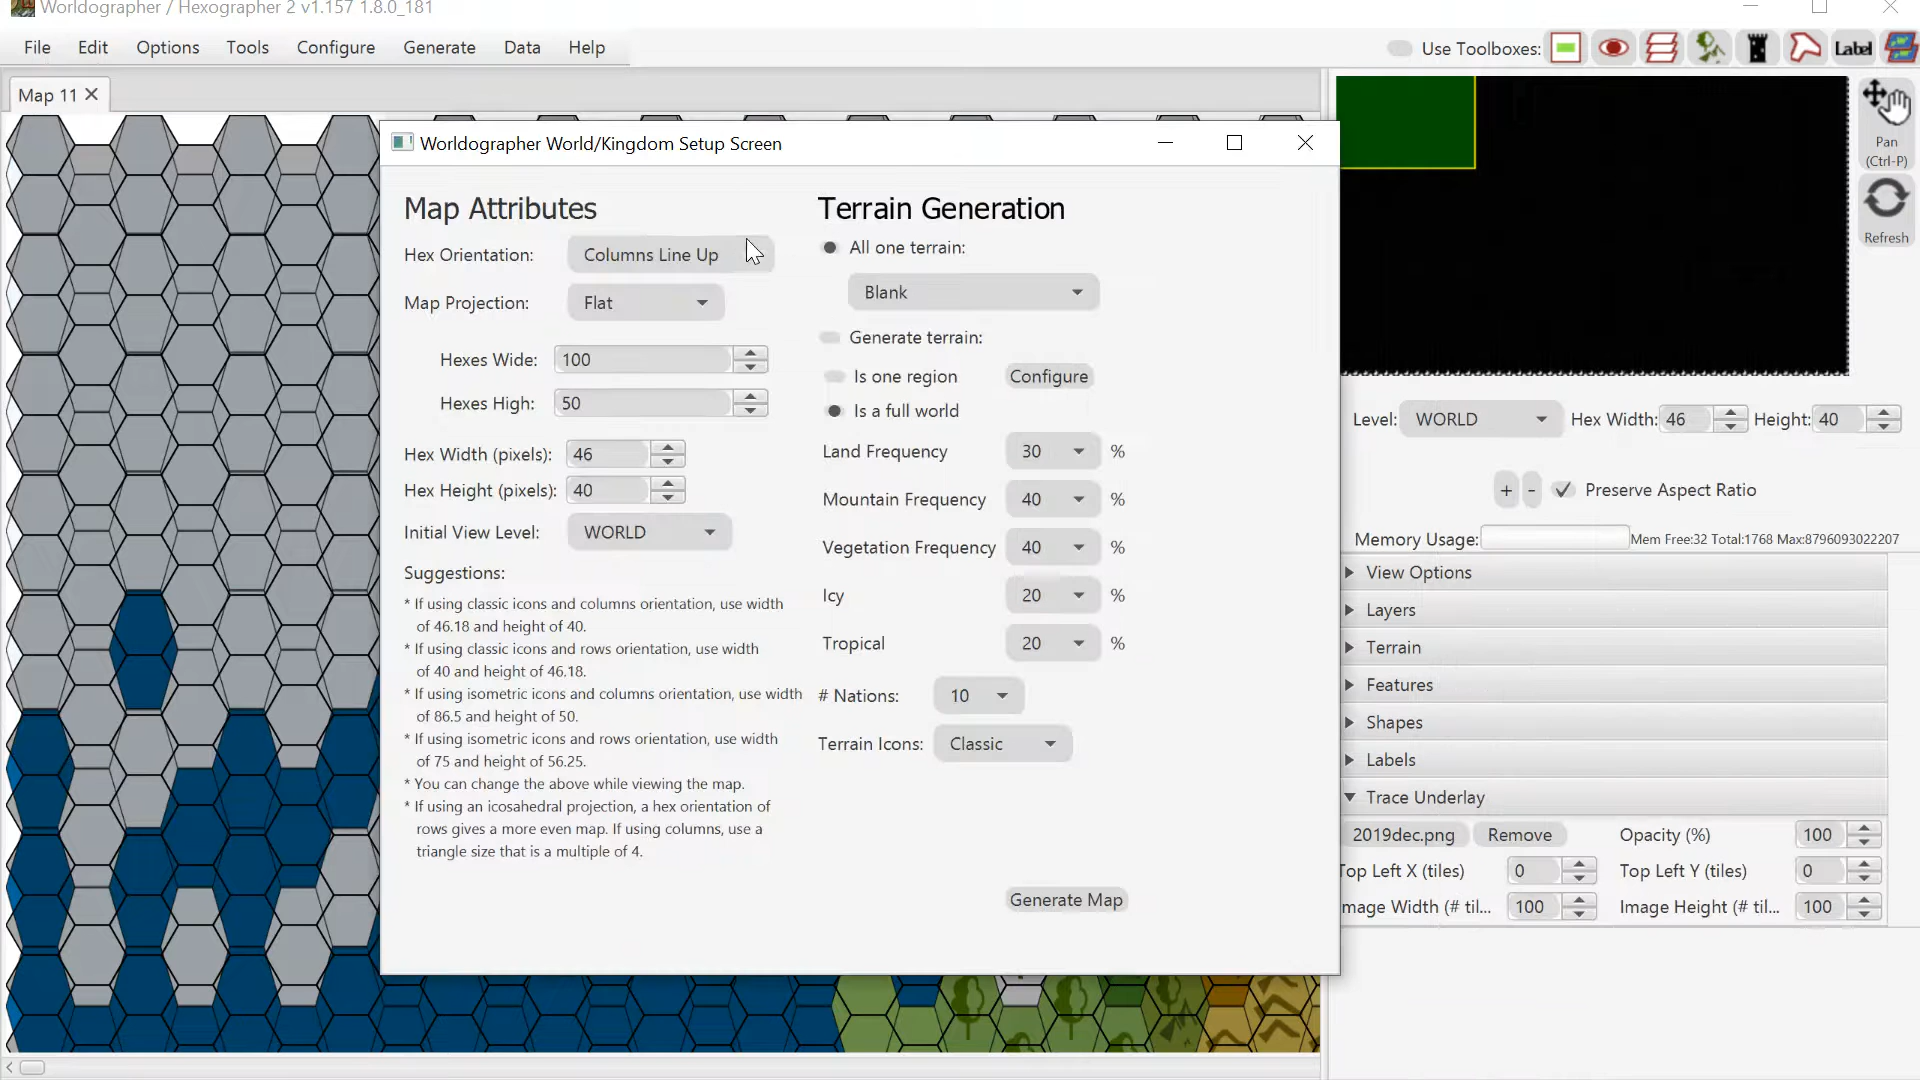 Worldographer / Hexographer 2 v1.157 1.8.0_181
File Edit Options Tools Configure Generate Data Help
Use Toolboxes: Label
Map 11
Worldographer World/Kingdom Setup Screen
Map Attributes
Hex Orientation: Columns Line Up
Map Projection: Flat
Hexes Wide: 100
Hexes High: 50
Hex Width (pixels): 46
Hex Height (pixels): 40
Initial View Level: WORLD
Suggestions:
* If using classic icons and columns orientation, use width
of 46.18 and height of 40.
* If using classic icons and rows orientation, use width
of 40 and height of 46.18.
* If using isometric icons and columns orientation, use width
of 86.5 and height of 50.
* If using isometric icons and rows orientation, use width
of 75 and height of 56.25.
* You can change the above while viewing the map.
* If using an icosahedral projection, a hex orientation of
rows gives a more even map. If using columns, use a
triangle size that is a multiple of 4.
Terrain Generation
All one terrain:
Blank
Generate terrain:
Is one region Configure
Is a full world
Land Frequency 30 %
Mountain Frequency 40 %
Vegetation Frequency 40 %
Icy 20 %
Tropical 20 %
# Nations: 10
Terrain Icons: Classic
Generate Map
Pan
(Ctrl-P)
Refresh
Level: WORLD Hex Width: 46 Height: 40
+ - Preserve Aspect Ratio
Memory Usage: Mem Free:32 Total:1768 Max:8796093022207
View Options
Layers
Terrain
Features
Shapes
Labels
Trace Underlay
2019dec.png Remove Opacity (%) 100
Top Left X (tiles) 0 Top Left Y (tiles) 0
mage Width (# til... 100 Image Height (# til... 100